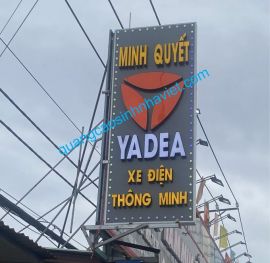 MINH QUYẾT
YADEA
XE ĐIỆN
THÔNG MINH
quangcaosinhnhaviet.com